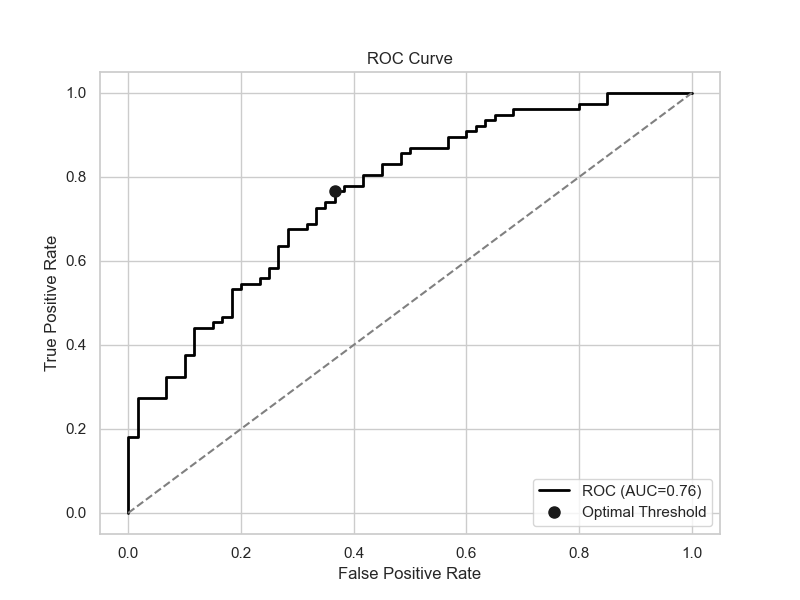 ROC Curve
True Positive Rate
1.0
0.8
0.6
0.4
0.2
0.0
0.0 0.2 0.4 0.6 0.8 1.0
False Positive Rate
ROC (AUC=0.76)
Optimal Threshold